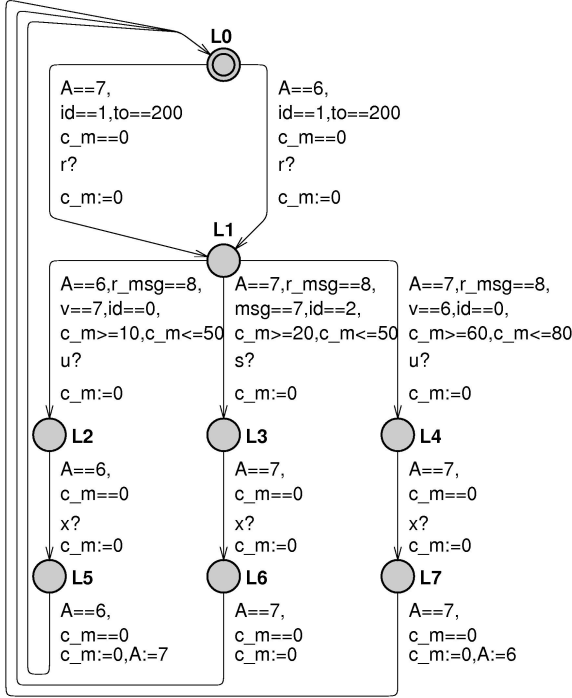 L0
A==7,
id==1,to==200
c_m==0
r?
c_m:=0
A==6,
id==1,to==200
c_m==0
r?
c_m:=0
L1
A==6,r_msg==8,
v==7,id==0,
c_m>=10,c_m<=50
u?
c_m:=0
A==7,r_msg==8,
msg==7,id==2,
c_m>=20,c_m<=50
s?
c_m:=0
A==7,r_msg==8,
v==6,id==0,
c_m>=60,c_m<=80
u?
c_m:=0
L2
L3
L4
A==6,
c_m==0
x?
c_m:=0
A==7,
c_m==0
x?
c_m:=0
A==7,
c_m==0
x?
c_m:=0
L5
L6
L7
A==6,
c_m==0
c_m:=0,A:=7
A==7,
c_m==0
c_m:=0
A==7,
c_m==0
c_m:=0,A:=6